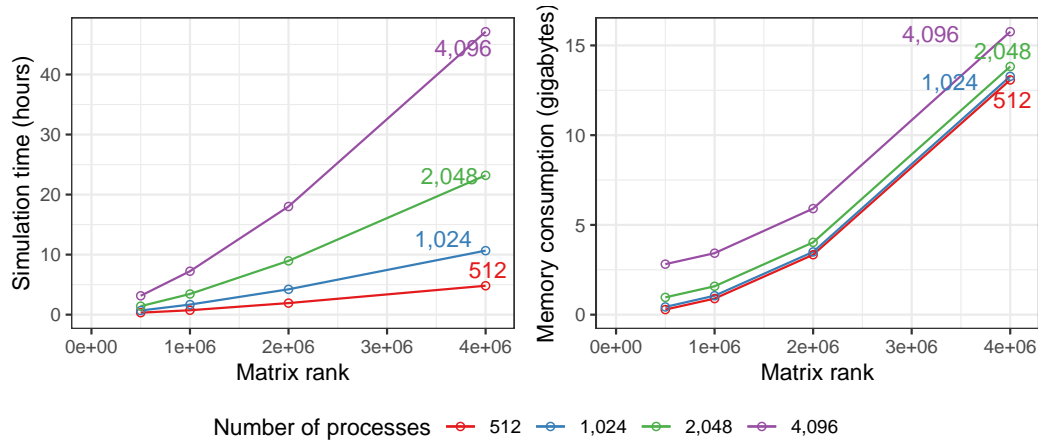 Simulation time (hours)
40
30
20
10
0
4,096
2,048
1,024
512
0e+00 1e+06 2e+06 3e+06 4e+06
Matrix rank
Memory consumption (gigabytes)
15
10
5
0
4,096
2,048
1,024
512
0e+00 1e+06 2e+06 3e+06 4e+06
Matrix rank
Number of processes 512 1,024 2,048 4,096